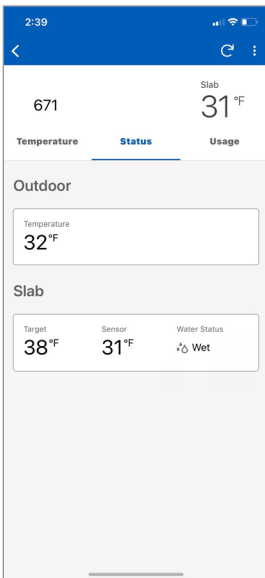 2:39
671
Slab
31°F
Temperature Status Usage
Outdoor
Temperature
32°F
Slab
Target Sensor Water Status
38°F 31°F Wet